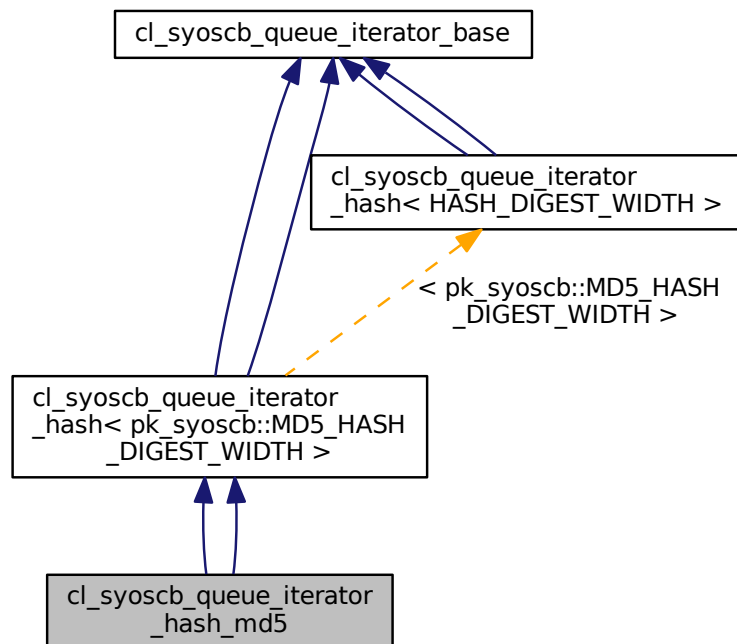 cl_syoscb_queue_iterator_base
cl_syoscb_queue_iterator
_hash< HASH_DIGEST_WIDTH >
< pk_syoscb::MD5_HASH
_DIGEST_WIDTH >
cl_syoscb_queue_iterator
_hash< pk_syoscb::MD5_HASH
_DIGEST_WIDTH >
cl_syoscb_queue_iterator
_hash_md5